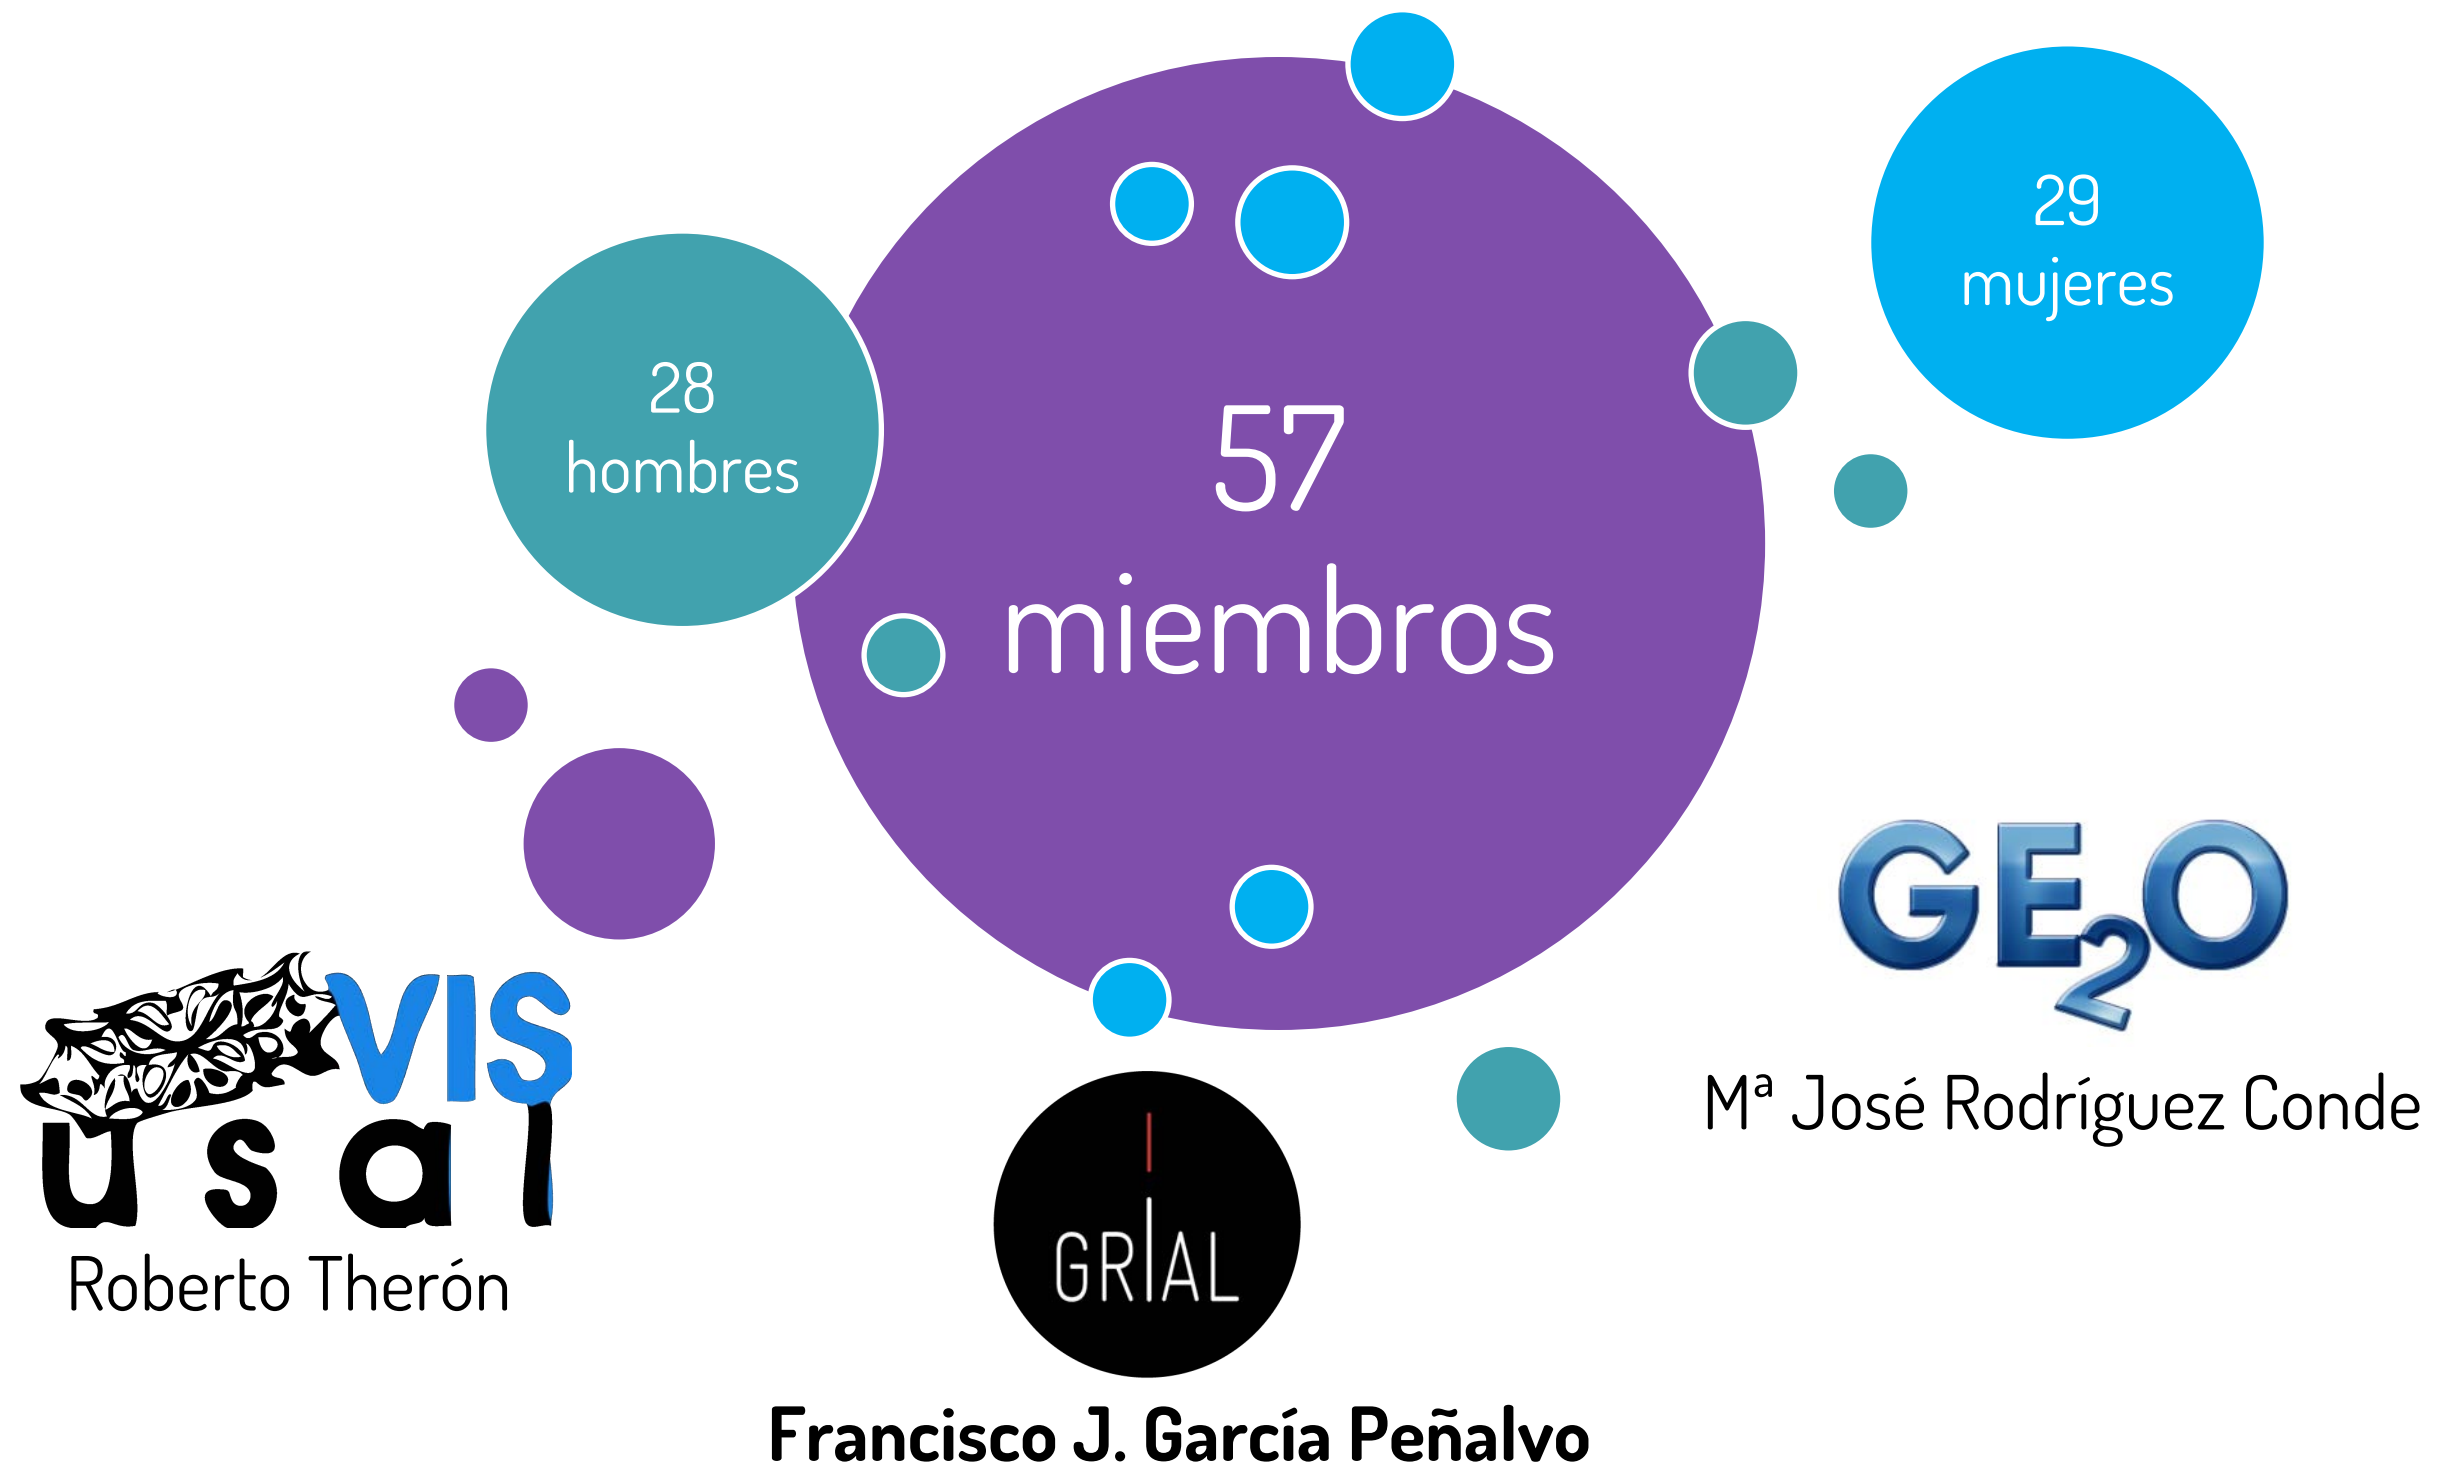 29
mujeres
28
hombres
57
miembros
GE2O
Mª José Rodríguez Conde
VIS
usal
Roberto Therón
GRIAL
Francisco J. García Peñalvo